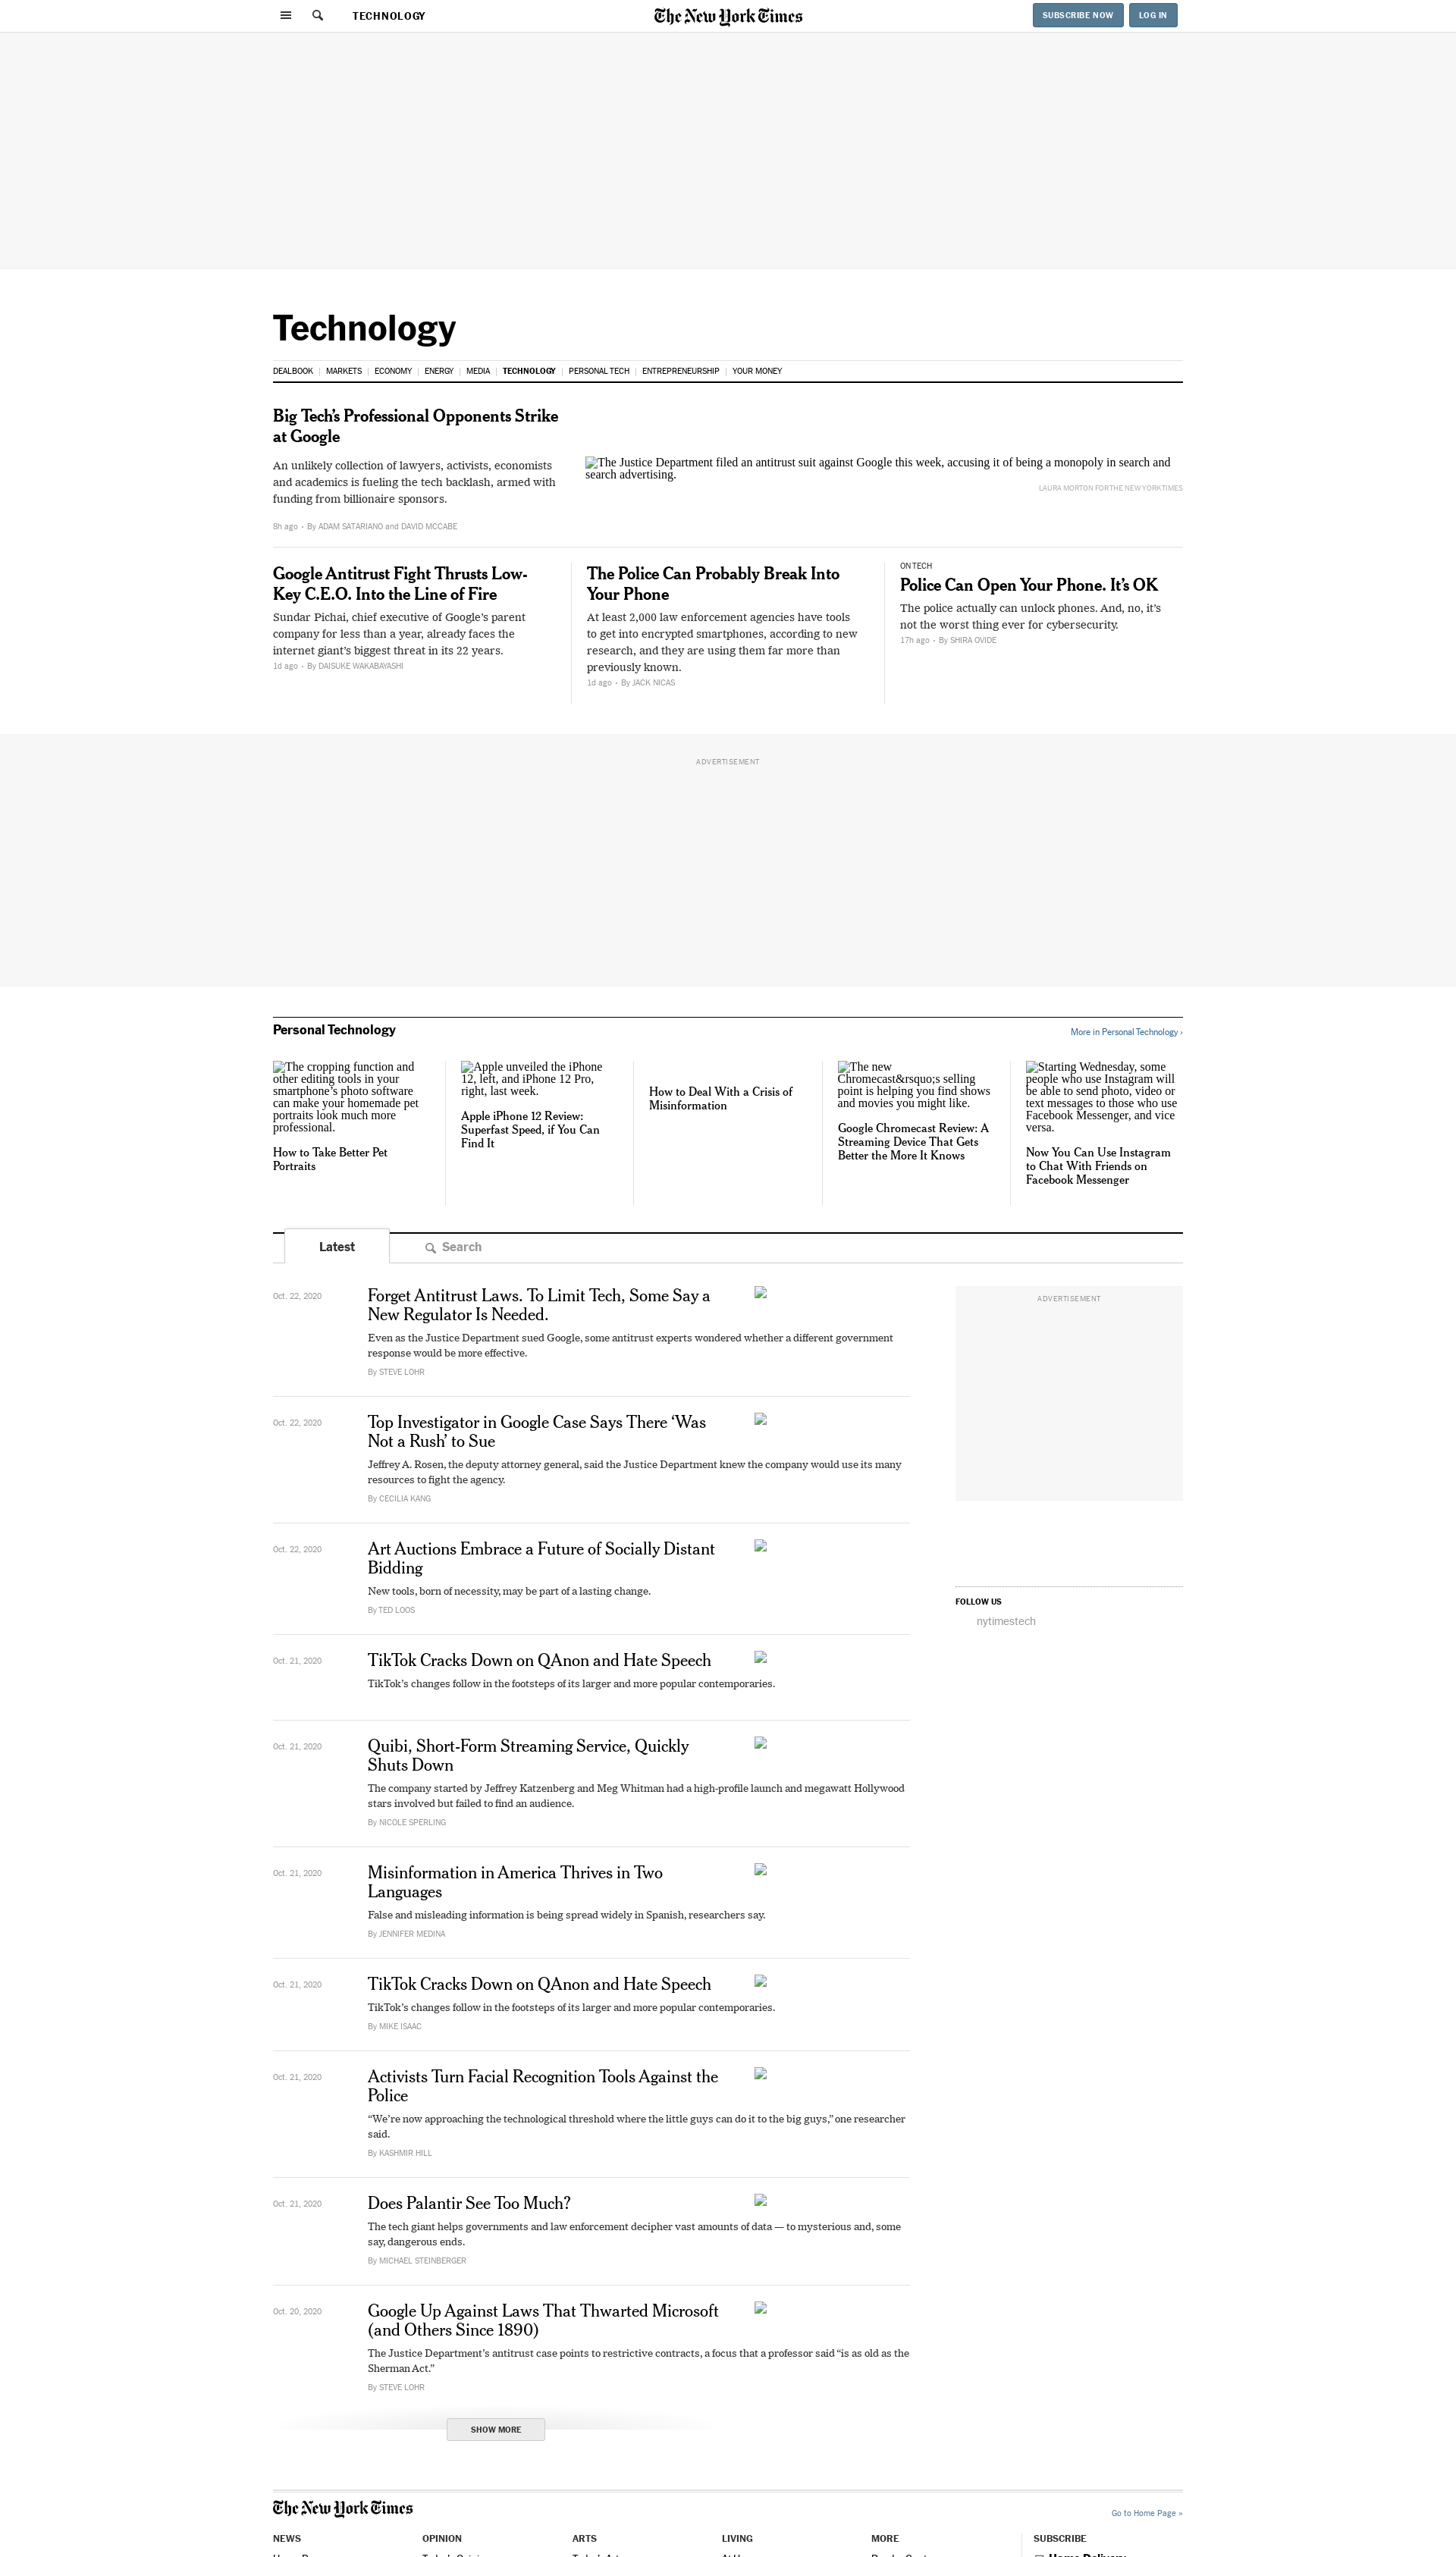 TECHNOLOGY
The New York Times
SUBSCRIBE NOW
LOG IN
Technology
DEALBOOK
MARKETS
ECONOMY
ENERGY
MEDIA
TECHNOLOGY
PERSONAL TECH
ENTREPRENEURSHIP
YOUR MONEY
Big Tech’s Professional Opponents Strike
at Google
An unlikely collection of lawyers, activists, economists
and academics is fueling the tech backlash, armed with
funding from billionaire sponsors.
8h ago • By ADAM SATARIANO and DAVID MCCABE
The Justice Department filed an antitrust suit against Google this week, accusing it of being a monopoly in search and
search advertising.
LAURA MORTON FOR THE NEW YORK TIMES
Google Antitrust Fight Thrusts Low-
Key C.E.O. Into the Line of Fire
Sundar Pichai, chief executive of Google’s parent
company for less than a year, already faces the
internet giant’s biggest threat in its 22 years.
1d ago • By DAISUKE WAKABAYASHI
The Police Can Probably Break Into
Your Phone
At least 2,000 law enforcement agencies have tools
to get into encrypted smartphones, according to new
research, and they are using them far more than
previously known.
1d ago • By JACK NICAS
ON TECH
Police Can Open Your Phone. It’s OK
The police actually can unlock phones. And, no, it’s
not the worst thing ever for cybersecurity.
17h ago • By SHIRA OVIDE
ADVERTISEMENT
Personal Technology
More in Personal Technology ›
The cropping function and
other editing tools in your
smartphone’s photo software
can make your homemade pet
portraits look much more
professional.
How to Take Better Pet
Portraits
Apple unveiled the iPhone
12, left, and iPhone 12 Pro,
right, last week.
Apple iPhone 12 Review:
Superfast Speed, if You Can
Find It
How to Deal With a Crisis of
Misinformation
The new
Chromecast&rsquo;s selling
point is helping you find shows
and movies you might like.
Google Chromecast Review: A
Streaming Device That Gets
Better the More It Knows
Starting Wednesday, some
people who use Instagram will
be able to send photo, video or
text messages to those who use
Facebook Messenger, and vice
versa.
Now You Can Use Instagram
to Chat With Friends on
Facebook Messenger
Latest
Search
Oct. 22, 2020
Forget Antitrust Laws. To Limit Tech, Some Say a
New Regulator Is Needed.
Even as the Justice Department sued Google, some antitrust experts wondered whether a different government
response would be more effective.
By STEVE LOHR
ADVERTISEMENT
Oct. 22, 2020
Top Investigator in Google Case Says There ‘Was
Not a Rush’ to Sue
Jeffrey A. Rosen, the deputy attorney general, said the Justice Department knew the company would use its many
resources to fight the agency.
By CECILIA KANG
Oct. 22, 2020
Art Auctions Embrace a Future of Socially Distant
Bidding
New tools, born of necessity, may be part of a lasting change.
By TED LOOS
FOLLOW US
nytimestech
Oct. 21, 2020
TikTok Cracks Down on QAnon and Hate Speech
TikTok’s changes follow in the footsteps of its larger and more popular contemporaries.
Oct. 21, 2020
Quibi, Short-Form Streaming Service, Quickly
Shuts Down
The company started by Jeffrey Katzenberg and Meg Whitman had a high-profile launch and megawatt Hollywood
stars involved but failed to find an audience.
By NICOLE SPERLING
Oct. 21, 2020
Misinformation in America Thrives in Two
Languages
False and misleading information is being spread widely in Spanish, researchers say.
By JENNIFER MEDINA
Oct. 21, 2020
TikTok Cracks Down on QAnon and Hate Speech
TikTok’s changes follow in the footsteps of its larger and more popular contemporaries.
By MIKE ISAAC
Oct. 21, 2020
Activists Turn Facial Recognition Tools Against the
Police
“We’re now approaching the technological threshold where the little guys can do it to the big guys,” one researcher
said.
By KASHMIR HILL
Oct. 21, 2020
Does Palantir See Too Much?
The tech giant helps governments and law enforcement decipher vast amounts of data — to mysterious and, some
say, dangerous ends.
By MICHAEL STEINBERGER
Oct. 20, 2020
Google Up Against Laws That Thwarted Microsoft
(and Others Since 1890)
The Justice Department’s antitrust case points to restrictive contracts, a focus that a professor said “is as old as the
Sherman Act.”
By STEVE LOHR
SHOW MORE
The New York Times
Go to Home Page »
NEWS
OPINION
ARTS
LIVING
MORE
SUBSCRIBE